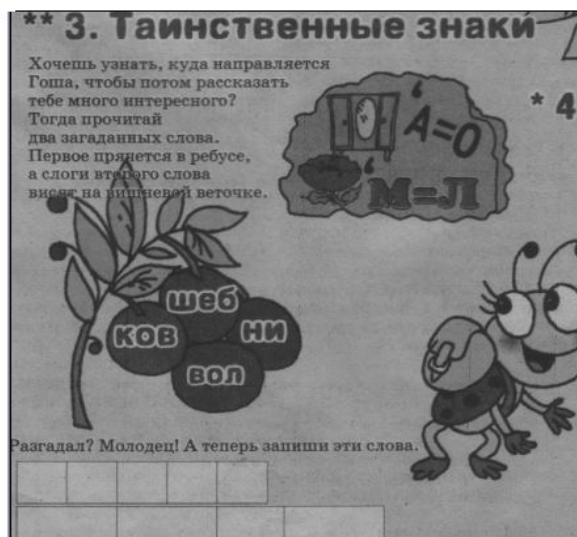 ** 3. Таинственные знаки
Хочешь узнать, куда направляется
Гоша, чтобы потом рассказать
тебе много интересного?
Тогда прочитай
два загаданных слова.
Первое прячется в ребусе,
а слоги второго слова
висят на вишневой веточке.
‘ А=О
‘ М=Л
* 4
шеб
ков
ни
вол
Разгадал? Молодец! А теперь запиши эти слова.